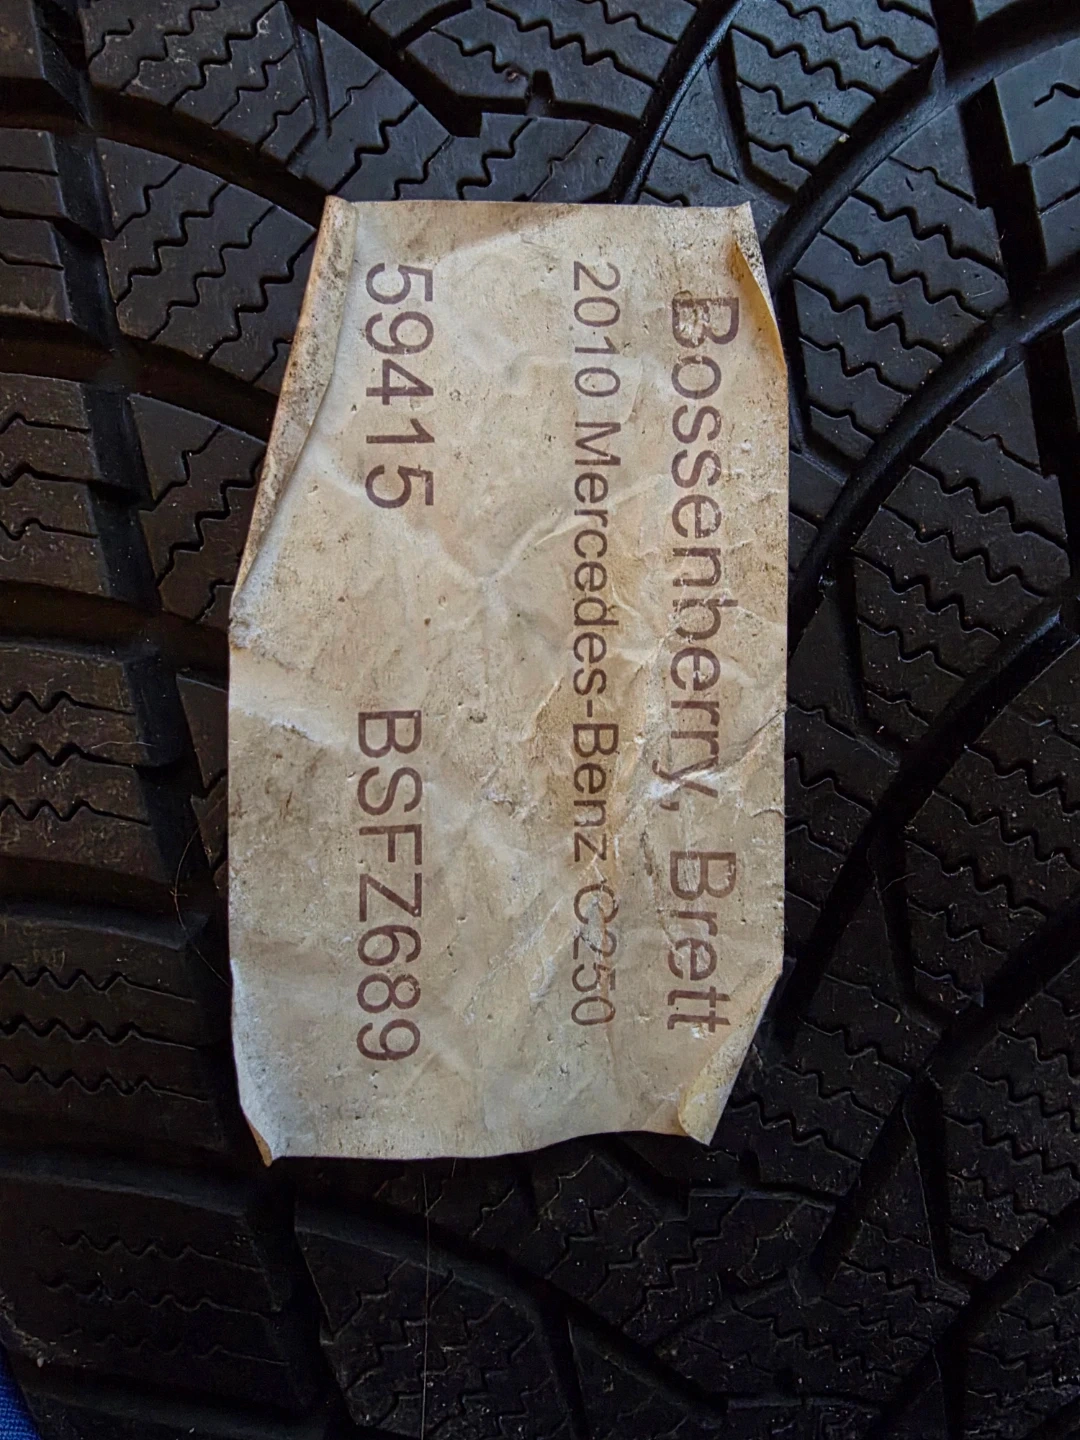 Bossenberry, Brett
2010 Mercedes-Benz C250
59415 BSFZ689